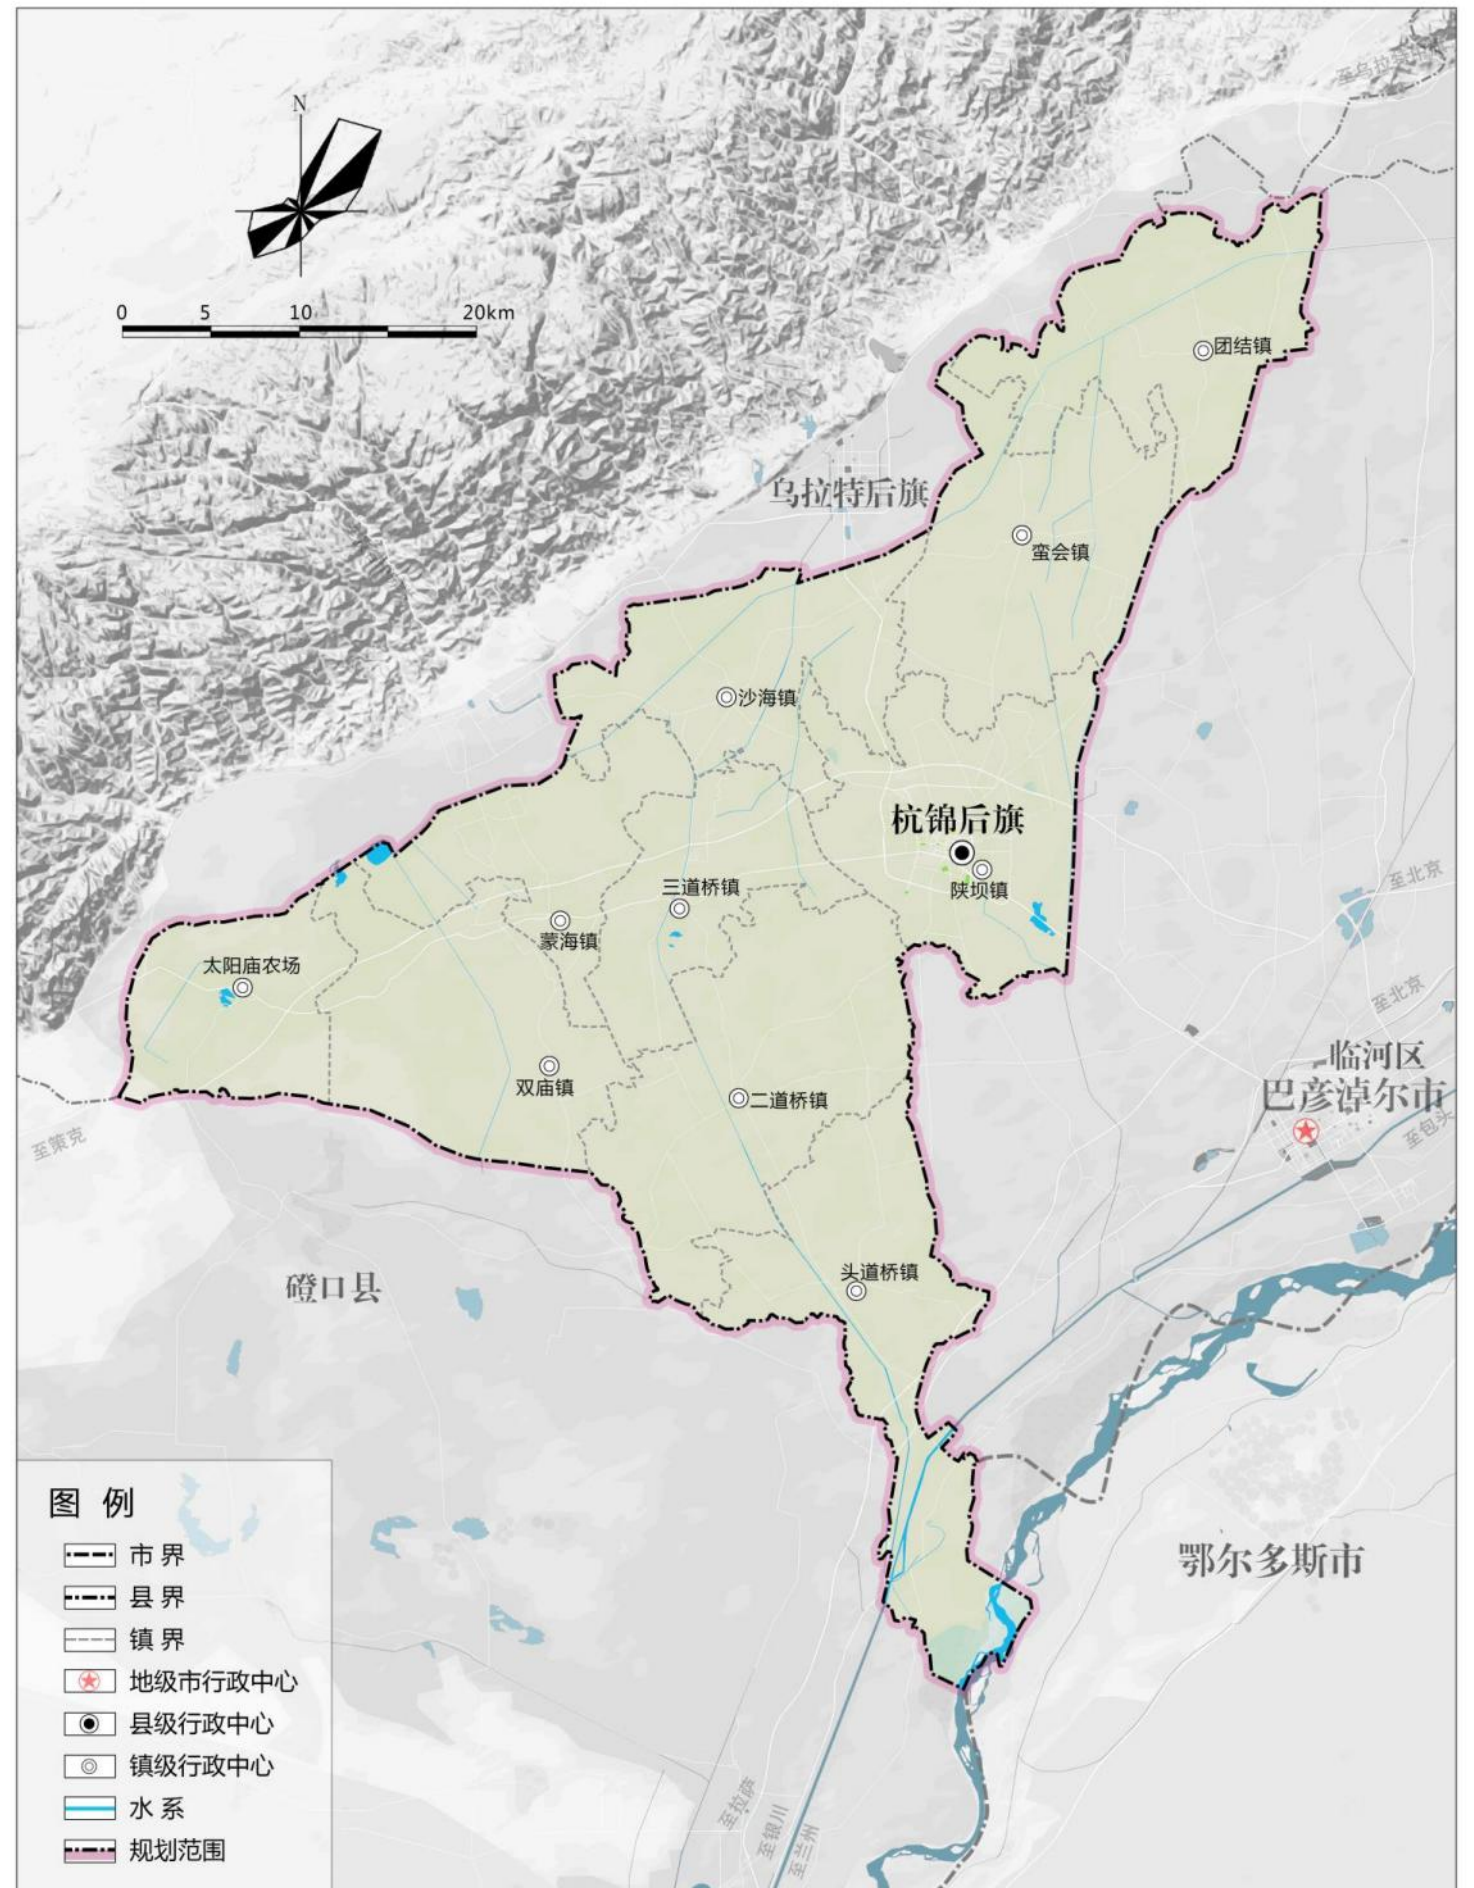 至乌拉特前旗
N
0 5 10 20km
团结镇
乌拉特后旗
蛮会镇
沙海镇
杭锦后旗
陕坝镇
三道桥镇
蒙海镇
太阳庙农场
至北京
至北京
临河区
巴彦淖尔市
至包头
双庙镇
二道桥镇
至策克
头道桥镇
磴口县
鄂尔多斯市
至拉萨
至银川
至兰州
图 例
市 界
县 界
镇 界
地级市行政中心
县级行政中心
镇级行政中心
水 系
规划范围